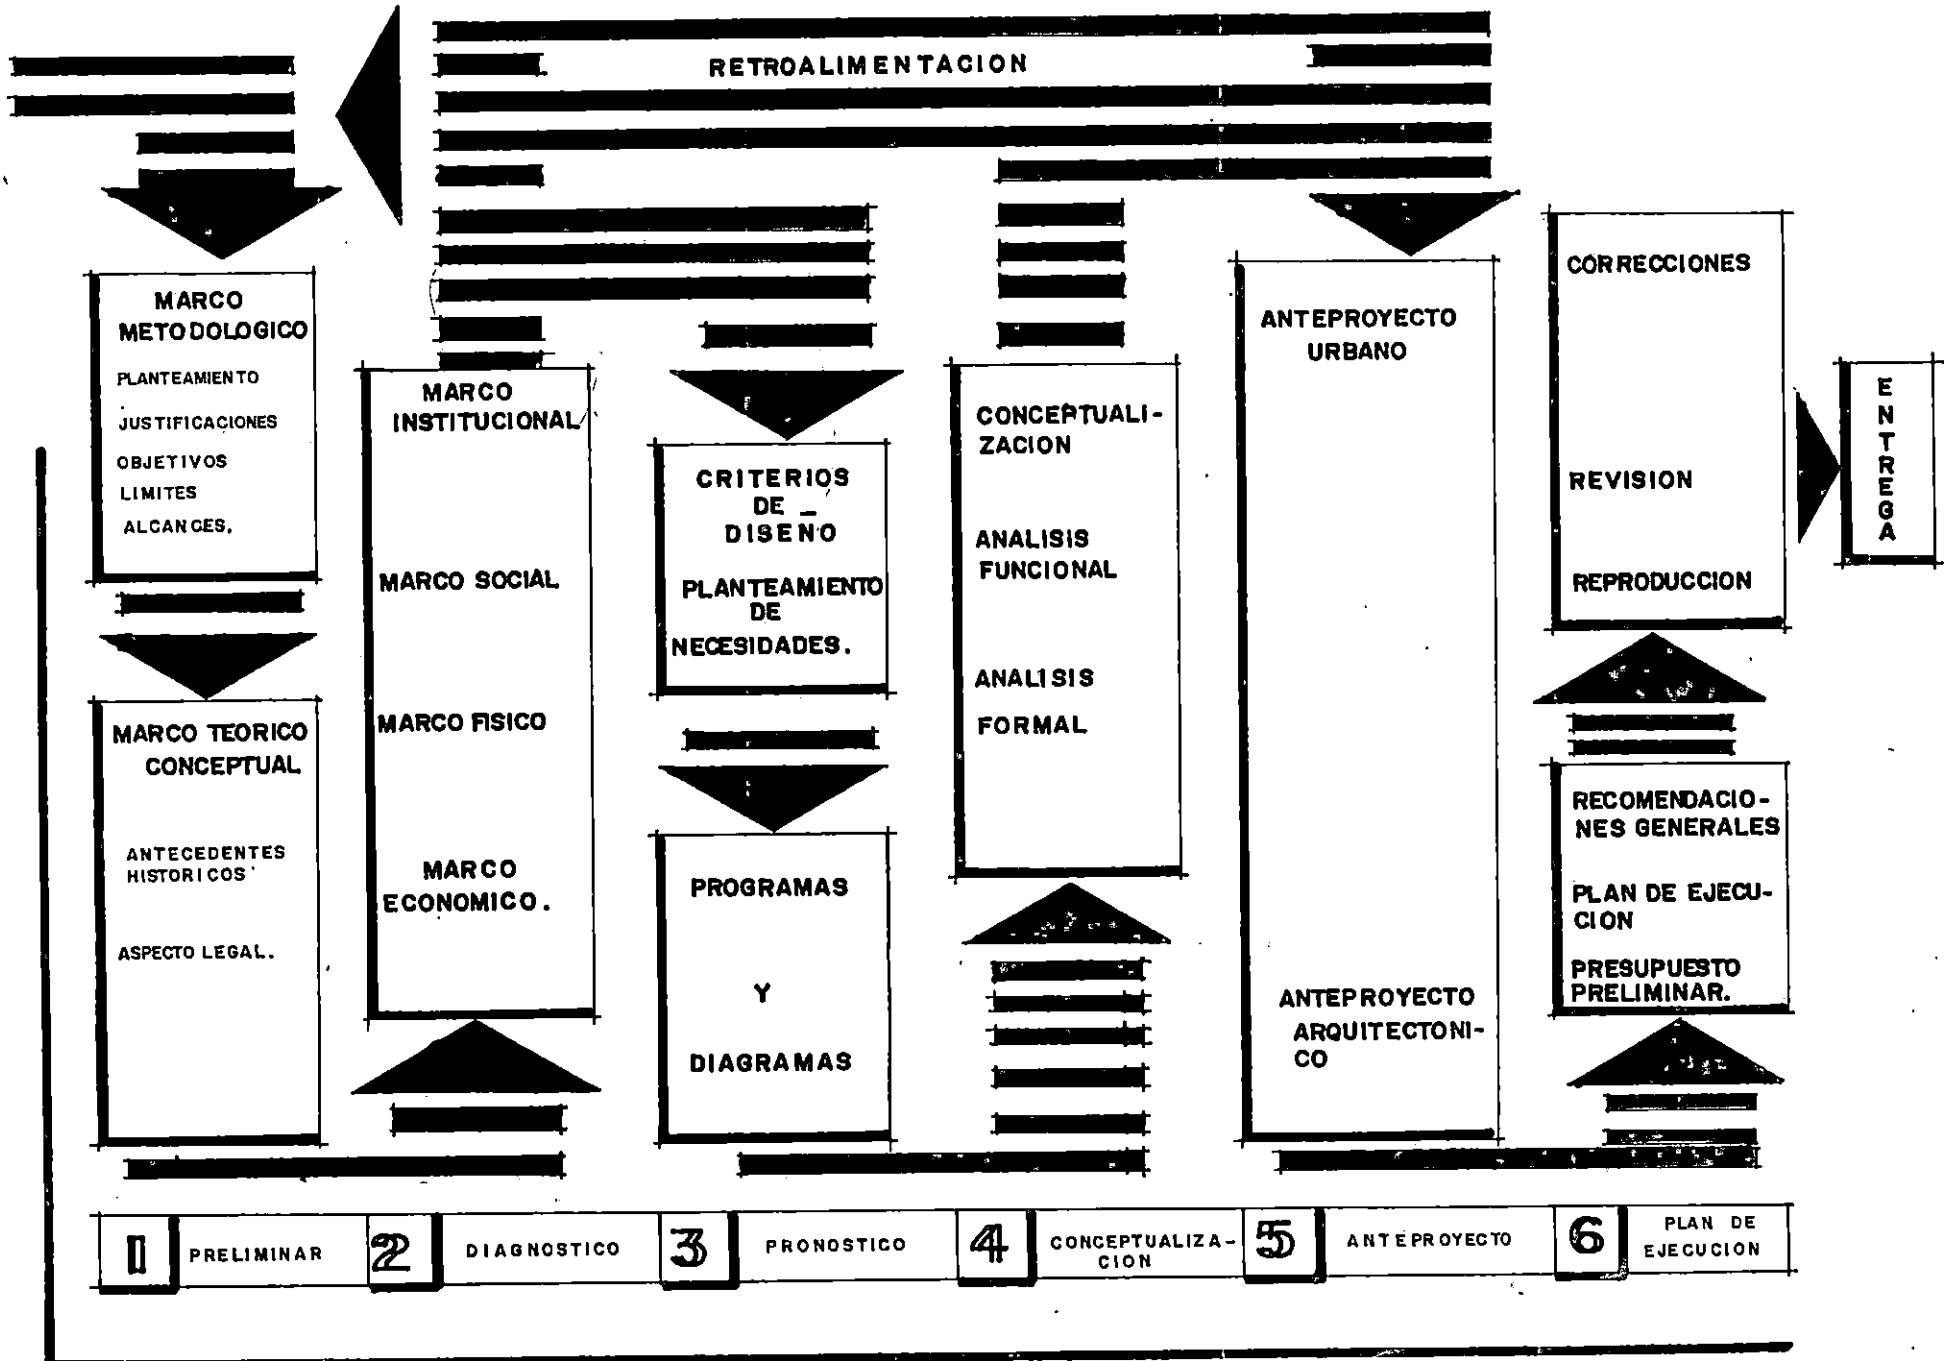 RETROALIMENTACION
MARCO
METODOLOGICO
PLANTEAMIENTO
JUSTIFICACIONES
OBJETIVOS
LIMITES
ALCANCES.
MARCO TEORICO
CONCEPTUAL
ANTECEDENTES
HISTORICOS
ASPECTO LEGAL.
MARCO
INSTITUCIONAL
MARCO SOCIAL
MARCO FISICO
MARCO
ECONOMICO.
CRITERIOS
DE
DISEÑO
PLANTEAMIENTO
DE
NECESIDADES.
PROGRAMAS
Y
DIAGRAMAS
CONCEPTUALI-
ZACION
ANALISIS
FUNCIONAL
ANALISIS
FORMAL
ANTEPROYECTO
URBANO
ANTEPROYECTO
ARQUITECTONI-
CO
CORRECCIONES
REVISION
REPRODUCCION
RECOMENDACIO-
NES GENERALES
PLAN DE EJECU-
CION
PRESUPUESTO
PRELIMINAR.
ENTREGA
1 PRELIMINAR
2 DIAGNOSTICO
3 PRONOSTICO
4 CONCEPTUALIZA-
CION
5 ANTEPROYECTO
6 PLAN DE
EJECUCION